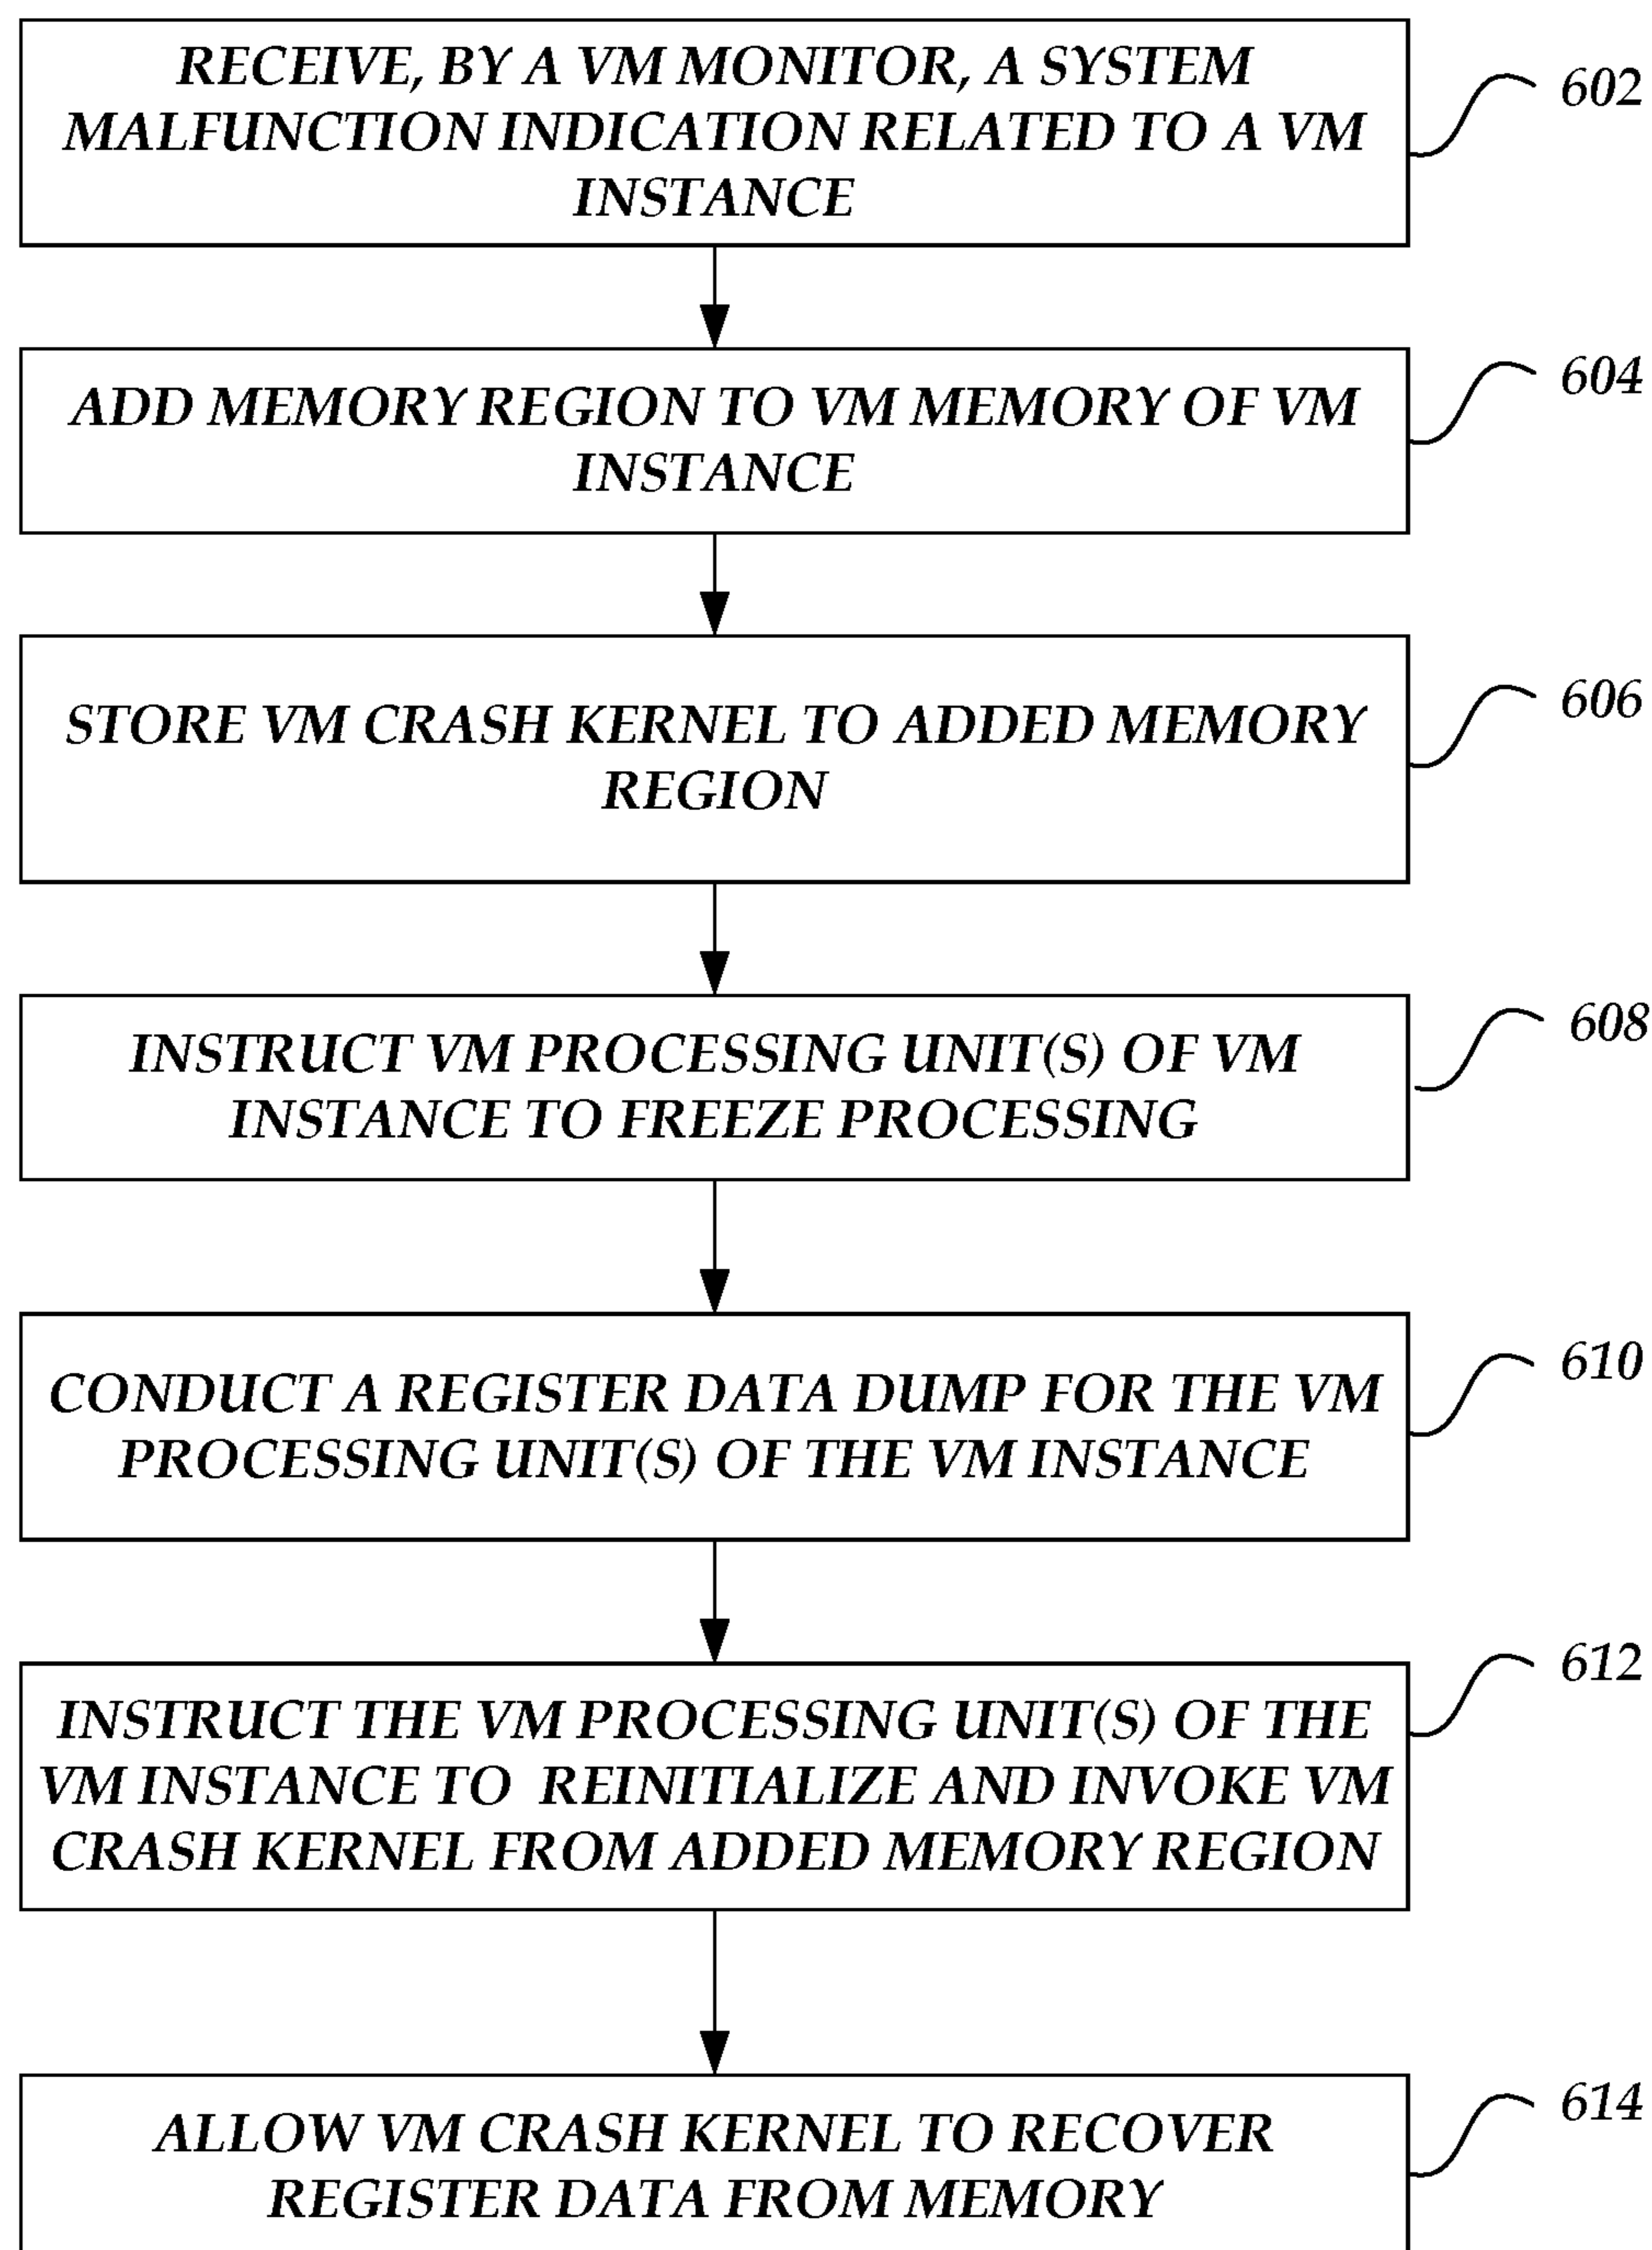 RECEIVE, BY A VM MONITOR, A SYSTEM
MALFUNCTION INDICATION RELATED TO A VM
INSTANCE
602
ADD MEMORY REGION TO VM MEMORY OF VM
INSTANCE
604
STORE VM CRASH KERNEL TO ADDED MEMORY
REGION
606
INSTRUCT VM PROCESSING UNIT(S) OF VM
INSTANCE TO FREEZE PROCESSING
608
CONDUCT A REGISTER DATA DUMP FOR THE VM
PROCESSING UNIT(S) OF THE VM INSTANCE
610
INSTRUCT THE VM PROCESSING UNIT(S) OF THE
VM INSTANCE TO REINITIALIZE AND INVOKE VM
CRASH KERNEL FROM ADDED MEMORY REGION
612
ALLOW VM CRASH KERNEL TO RECOVER
REGISTER DATA FROM MEMORY
614